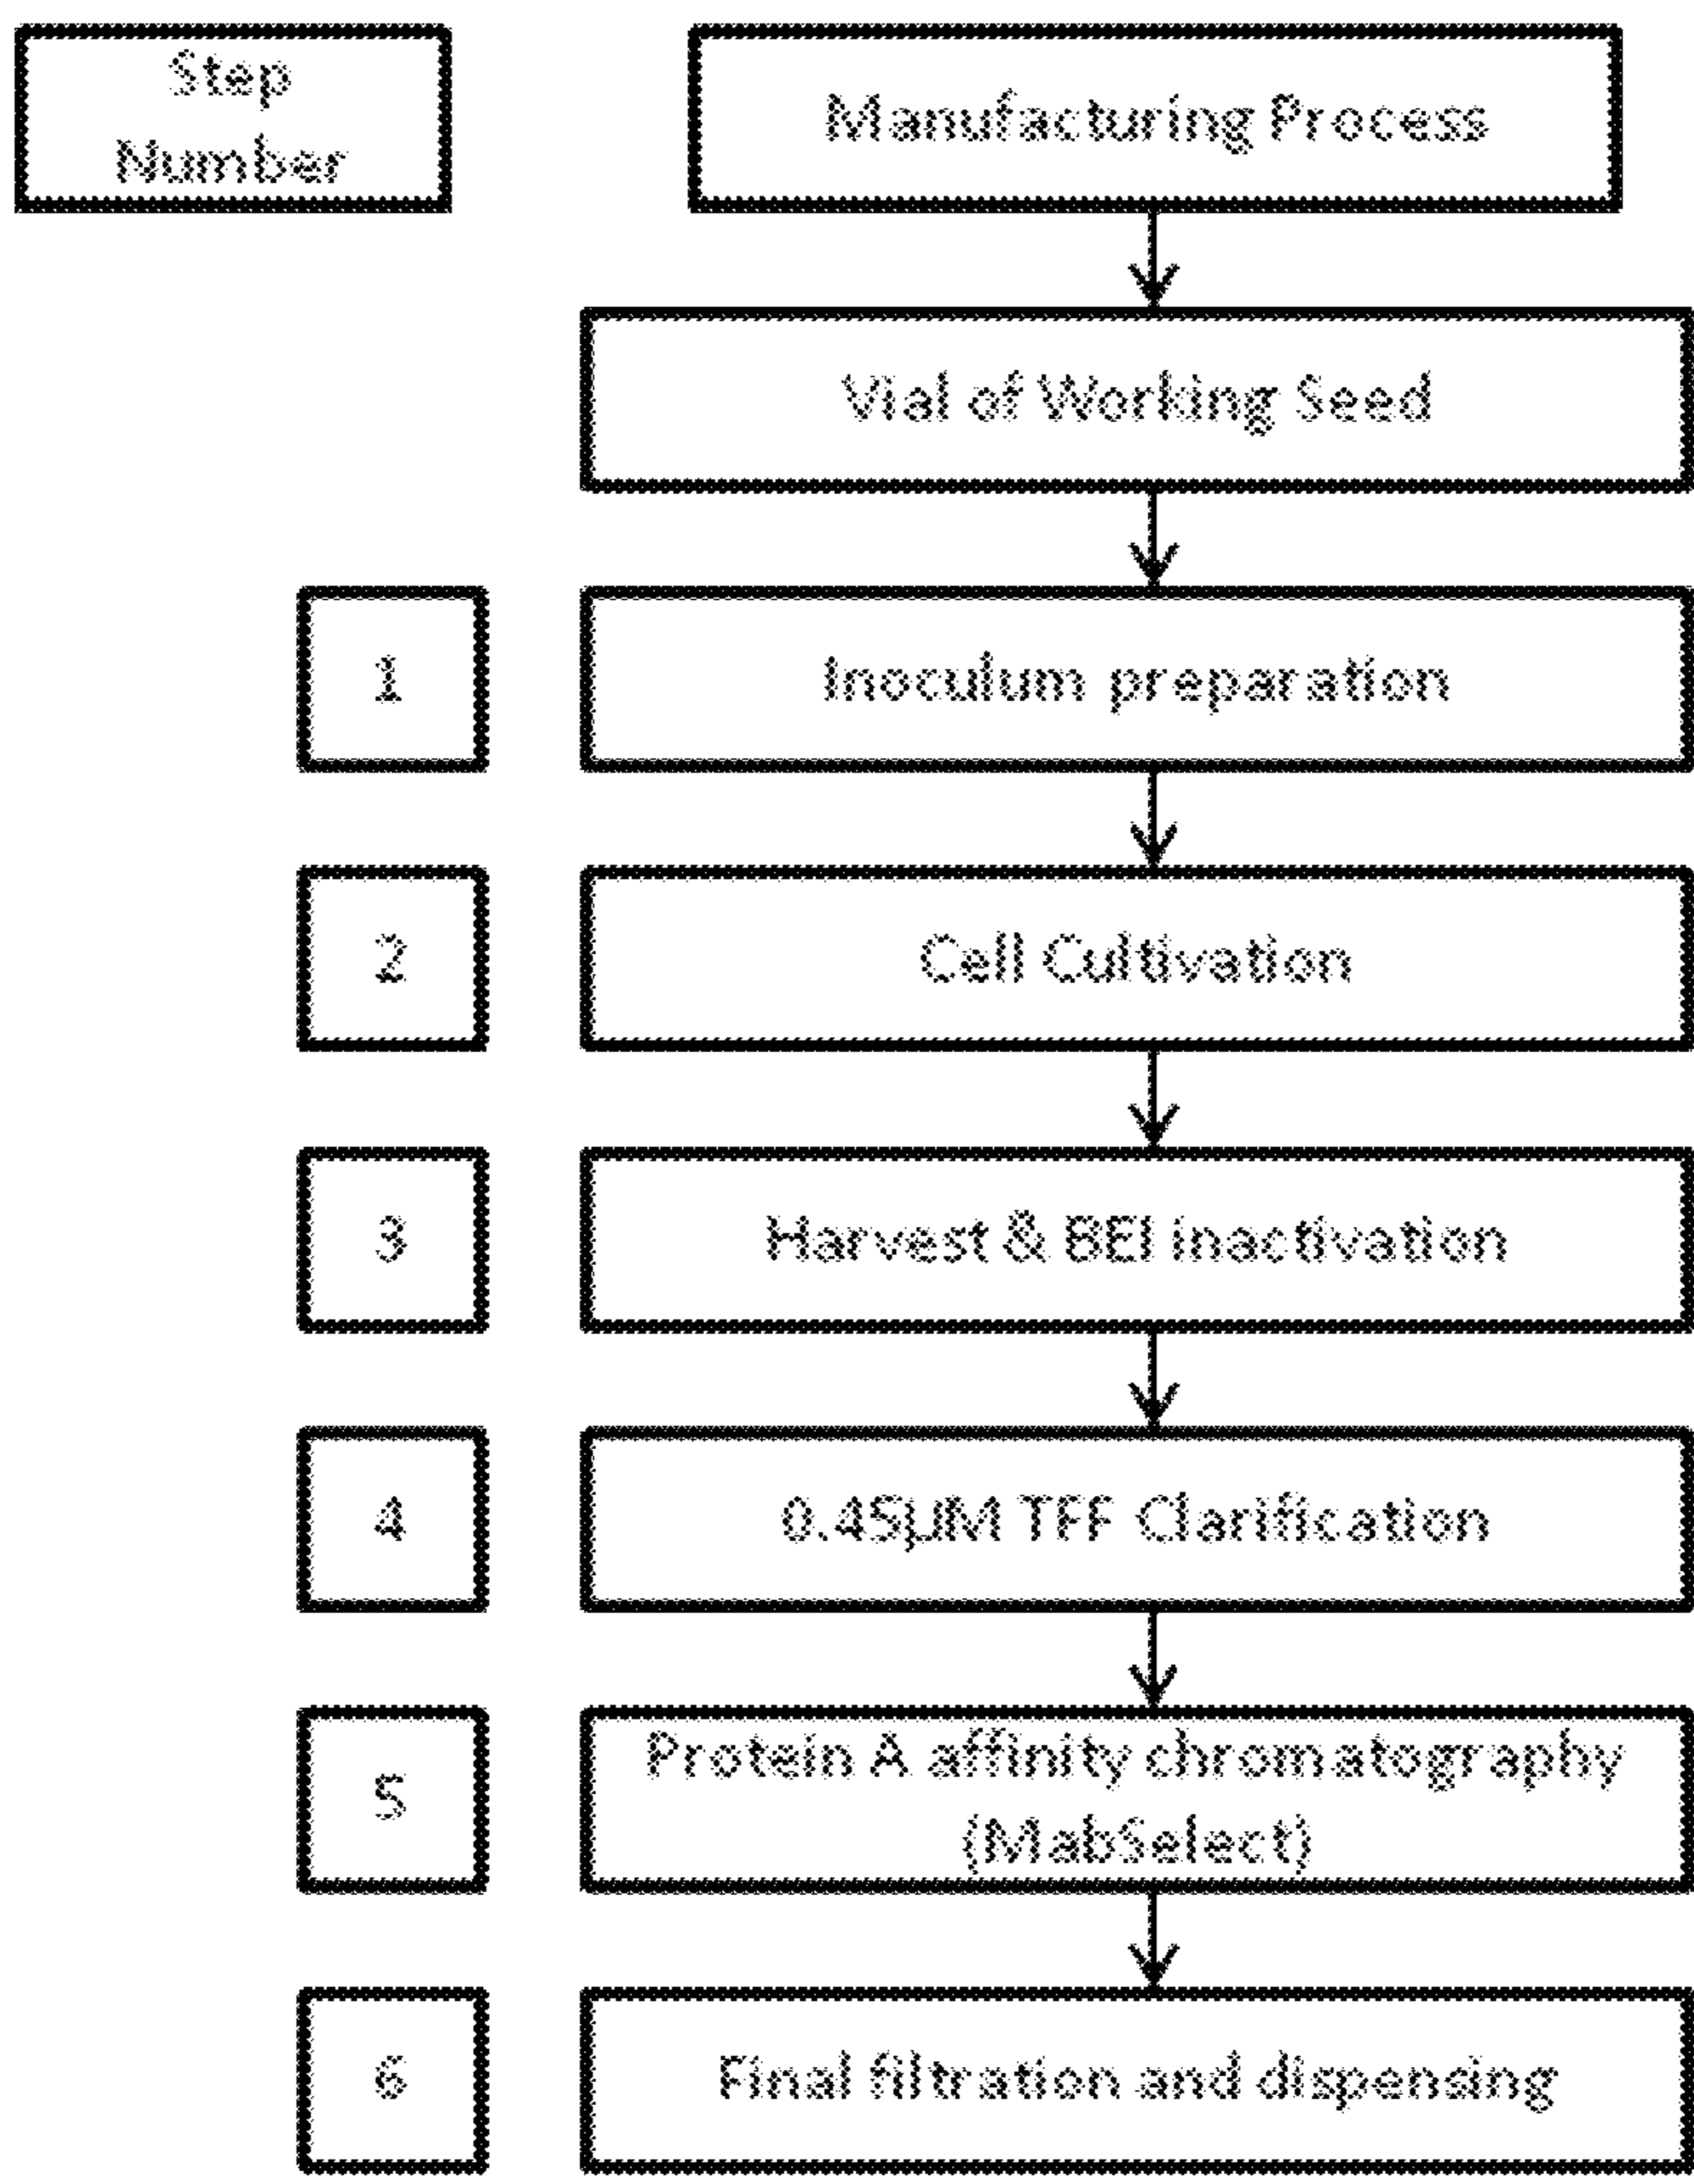 Step
Number
Manufacturing Process
Vial of Working Seed
1
Inoculum preparation
2
Cell Cultivation
3
Harvest & BEI inactivation
4
0.45µM TFF Clarification
5
Protein A affinity chromatography
(MabSelect)
6
Final filtration and dispensing